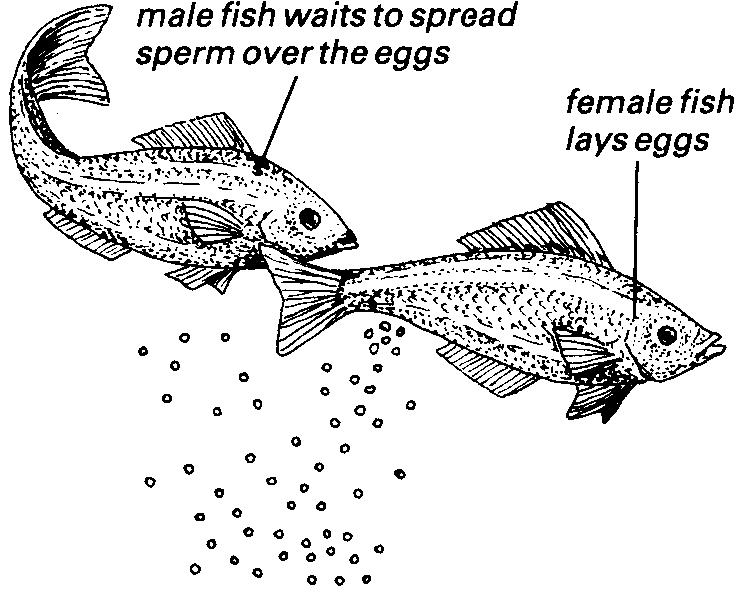 male fish waits to spread
sperm over the eggs
female fish
lays eggs